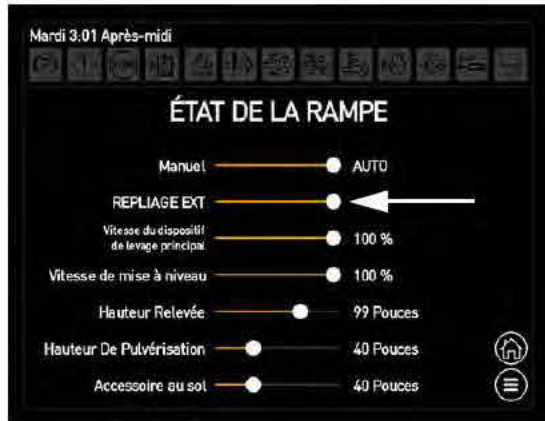 Mardi 3:01 Après-midi
ÉTAT DE LA RAMPE
Manuel AUTO
REPLIAGE EXT
Vitesse du dispositif
de levage principal 100 %
Vitesse de mise à niveau 100 %
Hauteur Relevée 99 Pouces
Hauteur De Pulvérisation 40 Pouces
Accessoire au sol 40 Pouces